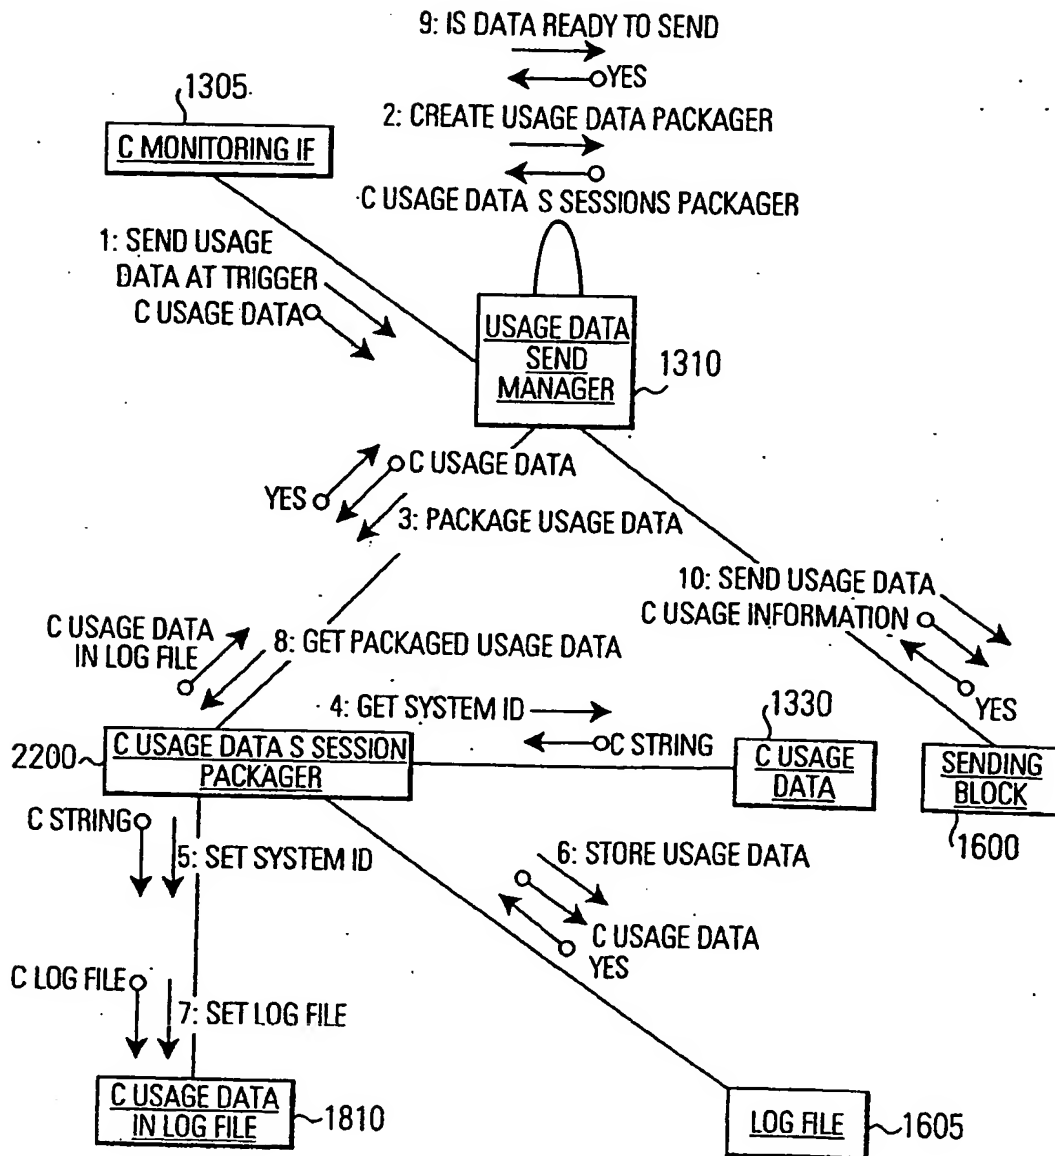 9: IS DATA READY TO SEND
YES
1305
2: CREATE USAGE DATA PACKAGER
C MONITORING IF
C USAGE DATA S SESSIONS PACKAGER
1: SEND USAGE
DATA AT TRIGGER
C USAGE DATA
USAGE DATA
SEND
MANAGER
1310
C USAGE DATA
YES
3: PACKAGE USAGE DATA
10: SEND USAGE DATA
C USAGE INFORMATION
YES
C USAGE DATA
IN LOG FILE
8: GET PACKAGED USAGE DATA
4: GET SYSTEM ID
C STRING
1330
2200
C USAGE DATA S SESSION
PACKAGER
C USAGE
DATA
SENDING
BLOCK
1600
C STRING
5: SET SYSTEM ID
6: STORE USAGE DATA
C USAGE DATA
YES
C LOG FILE
7: SET LOG FILE
C USAGE DATA
IN LOG FILE
1810
LOG FILE
1605